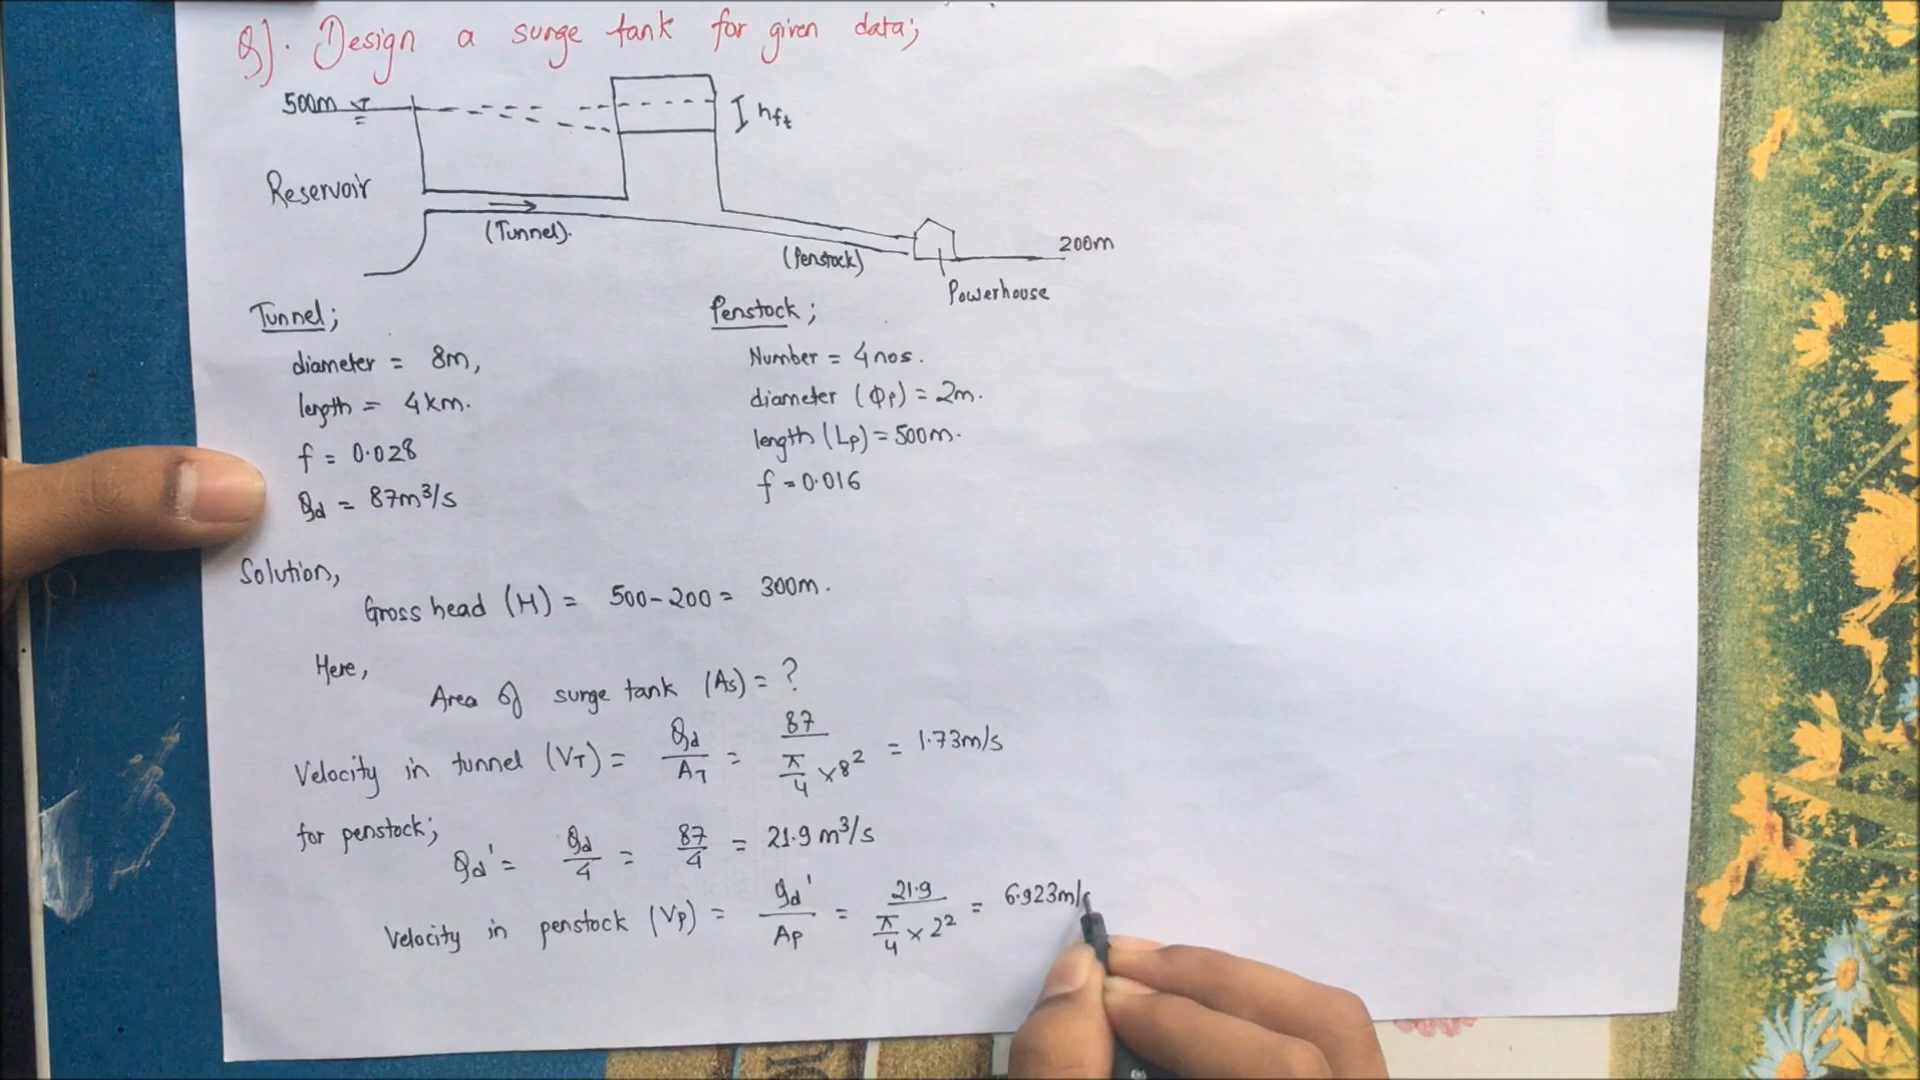 Q). Design a surge tank for given data;
500m
hft
Reservoir
(Tunnel).
(Penstock)
200m
Powerhouse
Tunnel;
diameter = 8m,
length = 4km.
f = 0.028
Qd = 87m³/s
Penstock;
Number = 4nos.
diameter (Φp) = 2m.
length (Lp) = 500m.
f = 0.016
Solution,
Gross head (H) = 500-200 = 300m.
Here,
Area of surge tank (As) = ?
Velocity in tunnel (VT) = Qd/AT = 87/(π/4 × 8²) = 1.73m/s
for penstock;
Qd' = Qd/4 = 87/4 = 21.9 m³/s
Velocity in penstock (Vp) = Qd'/Ap = 21.9/(π/4 × 2²) = 6.923m/s